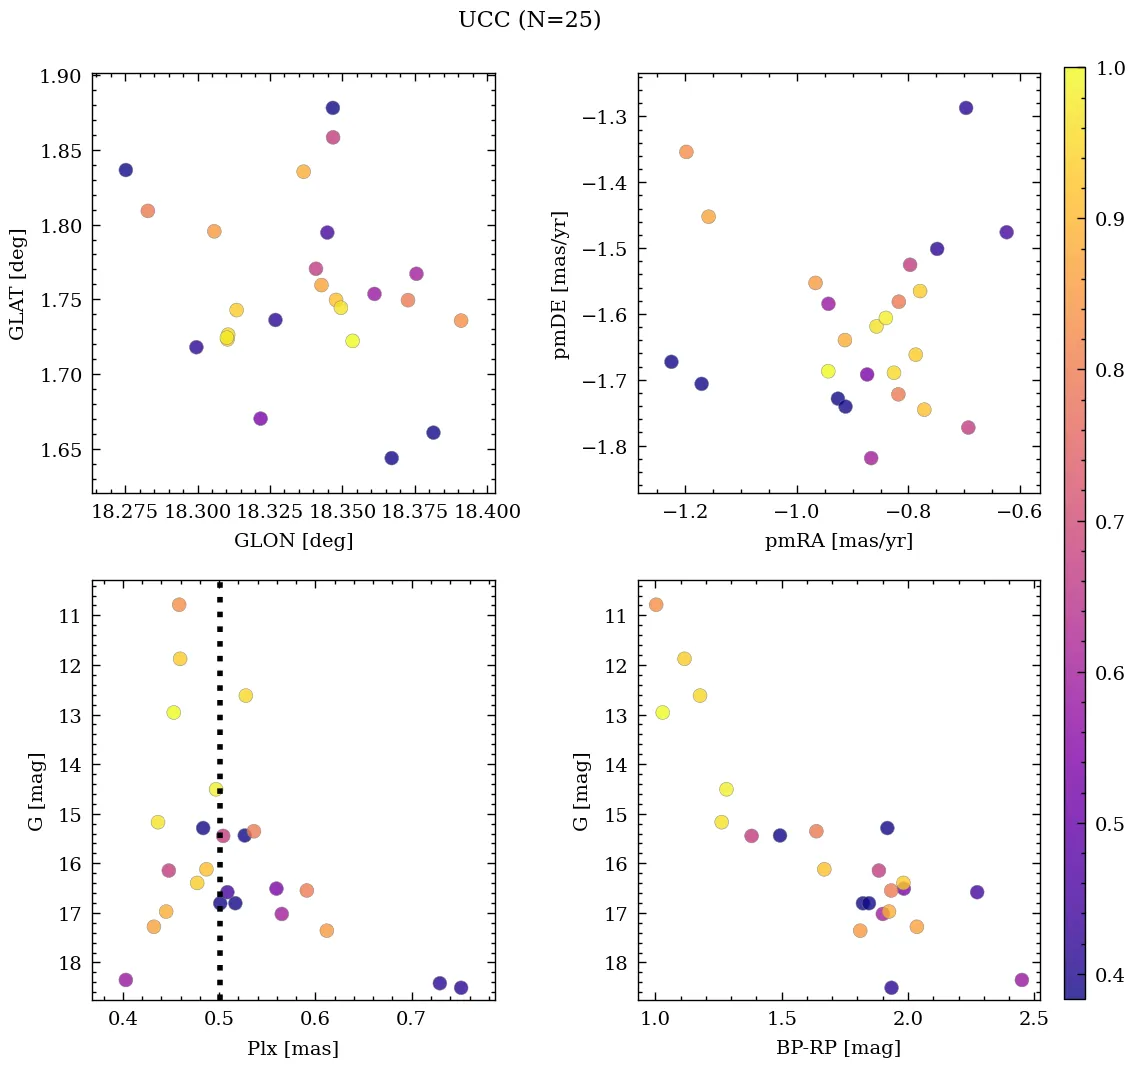 UCC (N=25)
1.90
1.85
1.80
1.75
1.70
1.65
GLAT [deg]
18.275 18.300 18.325 18.350 18.375 18.400
GLON [deg]
−1.3
−1.4
−1.5
−1.6
−1.7
−1.8
pmDE [mas/yr]
−1.2 −1.0 −0.8 −0.6
pmRA [mas/yr]
1.0
0.9
0.8
0.7
0.6
0.5
0.4
11
12
13
14
15
16
17
18
G [mag]
0.4 0.5 0.6 0.7
Plx [mas]
11
12
13
14
15
16
17
18
G [mag]
1.0 1.5 2.0 2.5
BP-RP [mag]